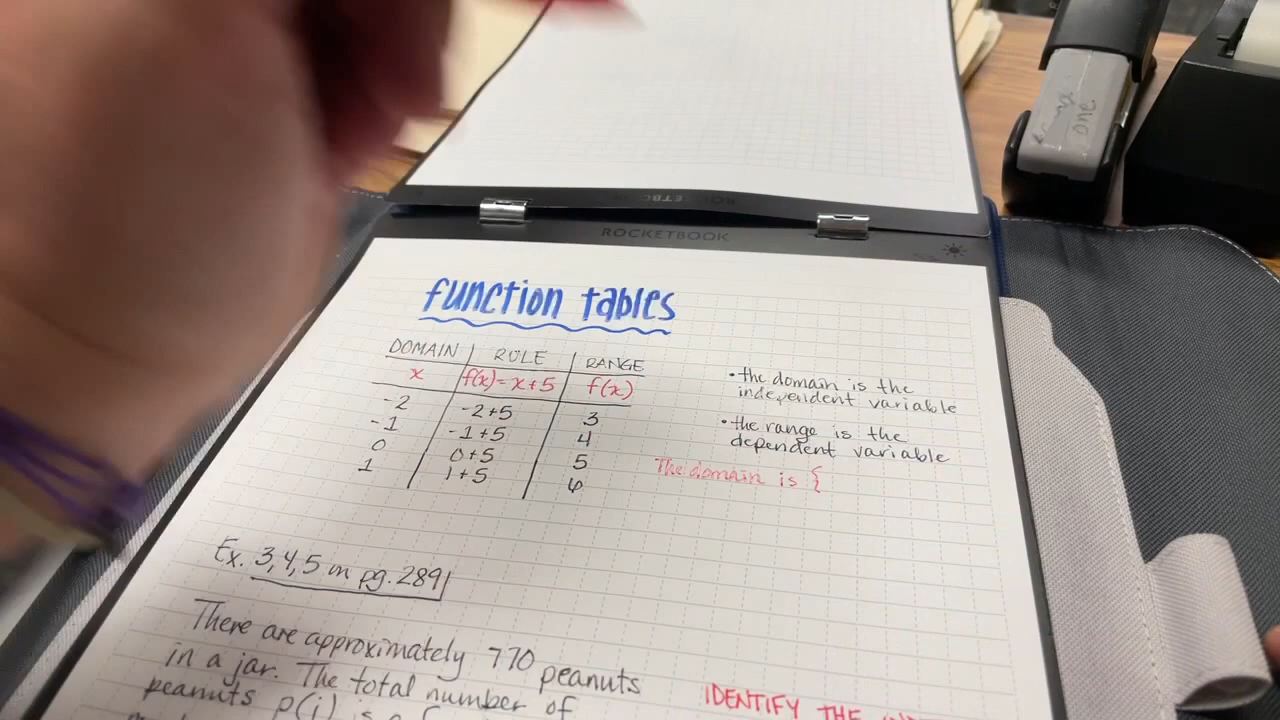 one
ROCKETBOOK
function tables
DOMAIN | RULE | RANGE
x | f(x) = x + 5 | f(x)
-2 | -2+5 | 3
-1 | -1+5 | 4
0 | 0+5 | 5
1 | 1+5 | 6
• the domain is the
independent variable
• the range is the
dependent variable
The domain is {
Ex. 3,4,5 on pg. 289
There are approximately 770 peanuts
in a jar. The total number of
peanuts p(j) is a
IDENTIFY THE